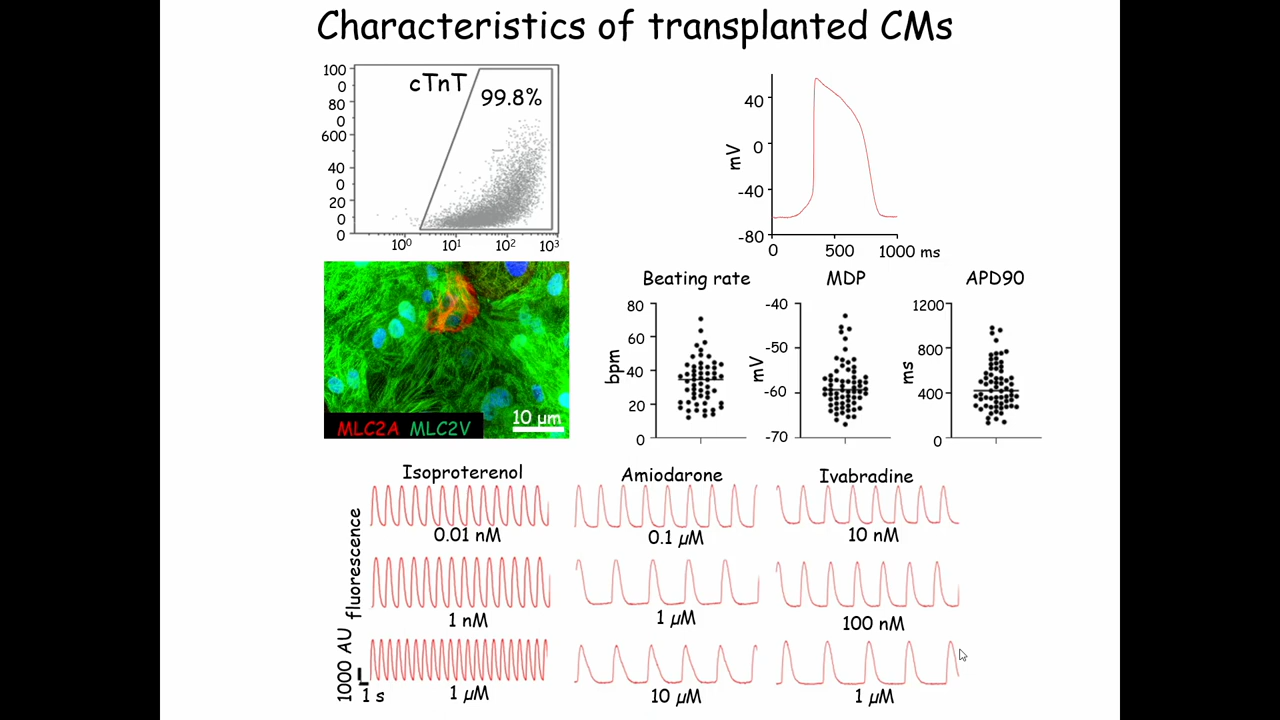 Characteristics of transplanted CMs
cTnT
99.8%
100
0
80
0
600
40
0
20
0
0
10⁰ 10¹ 10² 10³
mV
40
0
-40
-80
0 500 1000 ms
MLC2A MLC2V
10 µm
Beating rate
bpm
80
60
40
20
0
MDP
mV
-40
-50
-60
-70
APD90
ms
1200
800
400
0
Isoproterenol
Amiodarone
Ivabradine
0.01 nM
0.1 µM
10 nM
1 nM
1 µM
100 nM
1 µM
10 µM
1 µM
fluorescence
1000 AU
1 s